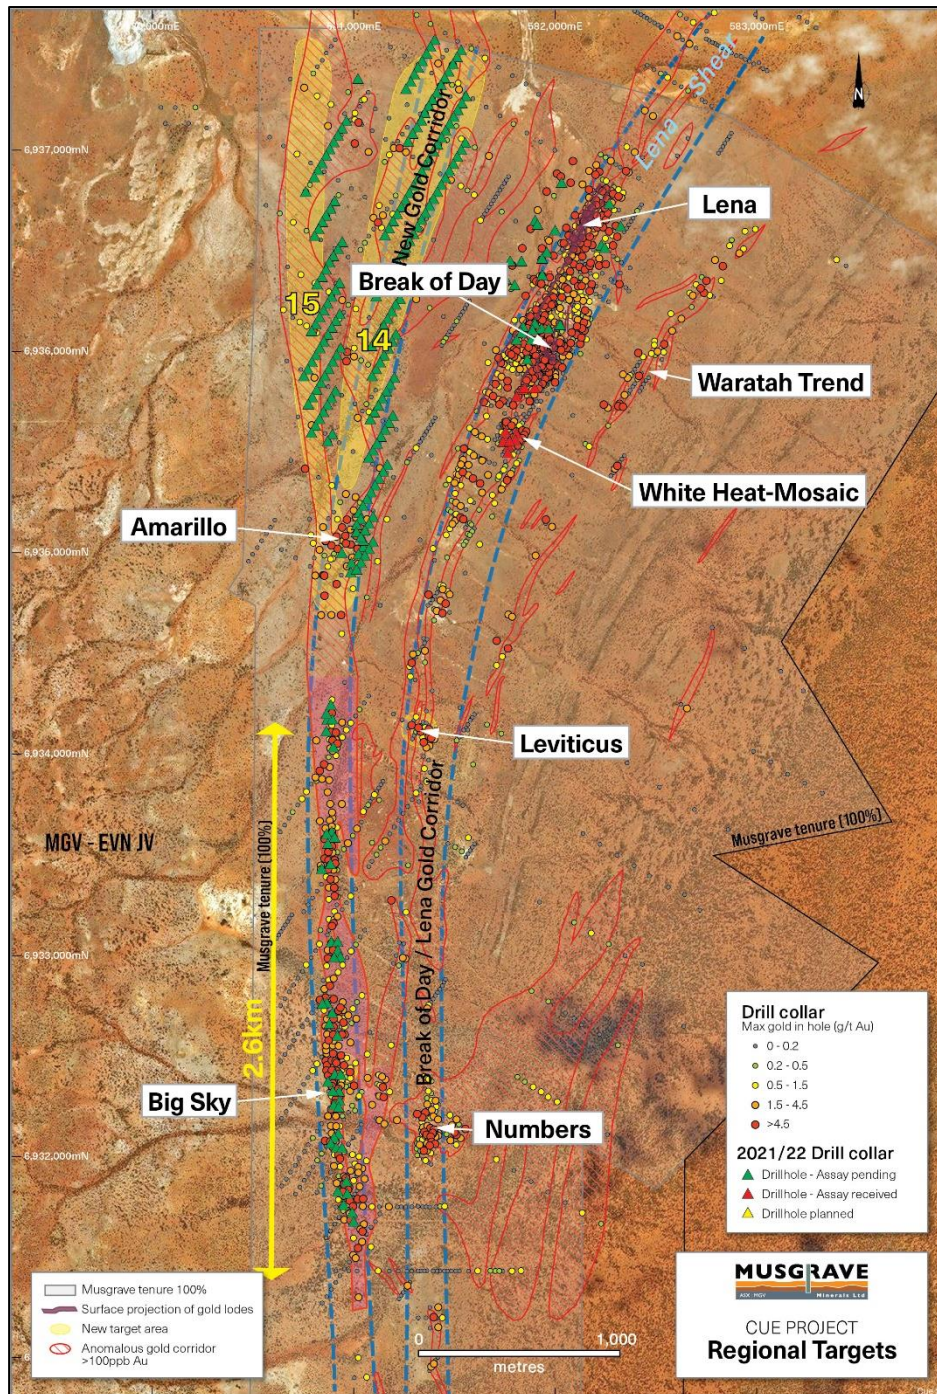 582,000mE
583,000mE
N
Lena Shear
6,937,000mN
New Gold Corridor
Lena
Break of Day
15
14
6,936,000mN
Waratah Trend
White Heat-Mosaic
Amarillo
6,935,000mN
Leviticus
6,934,000mN
MGV - EVN JV
Musgrave tenure (100%)
Musgrave tenure (100%)
Break of Day / Lena Gold Corridor
6,933,000mN
2.6km
Big Sky
Numbers
6,932,000mN
Drill collar
Max gold in hole (g/t Au)
0 - 0.2
0.2 - 0.5
0.5 - 1.5
1.5 - 4.5
>4.5
2021/22 Drill collar
Drillhole - Assay pending
Drillhole - Assay received
Drillhole planned
Musgrave tenure 100%
Surface projection of gold lodes
New target area
Anomalous gold corridor
>100ppb Au
0 1,000
metres
MUSGRAVE
ASX: MGV Minerals Ltd
CUE PROJECT
Regional Targets